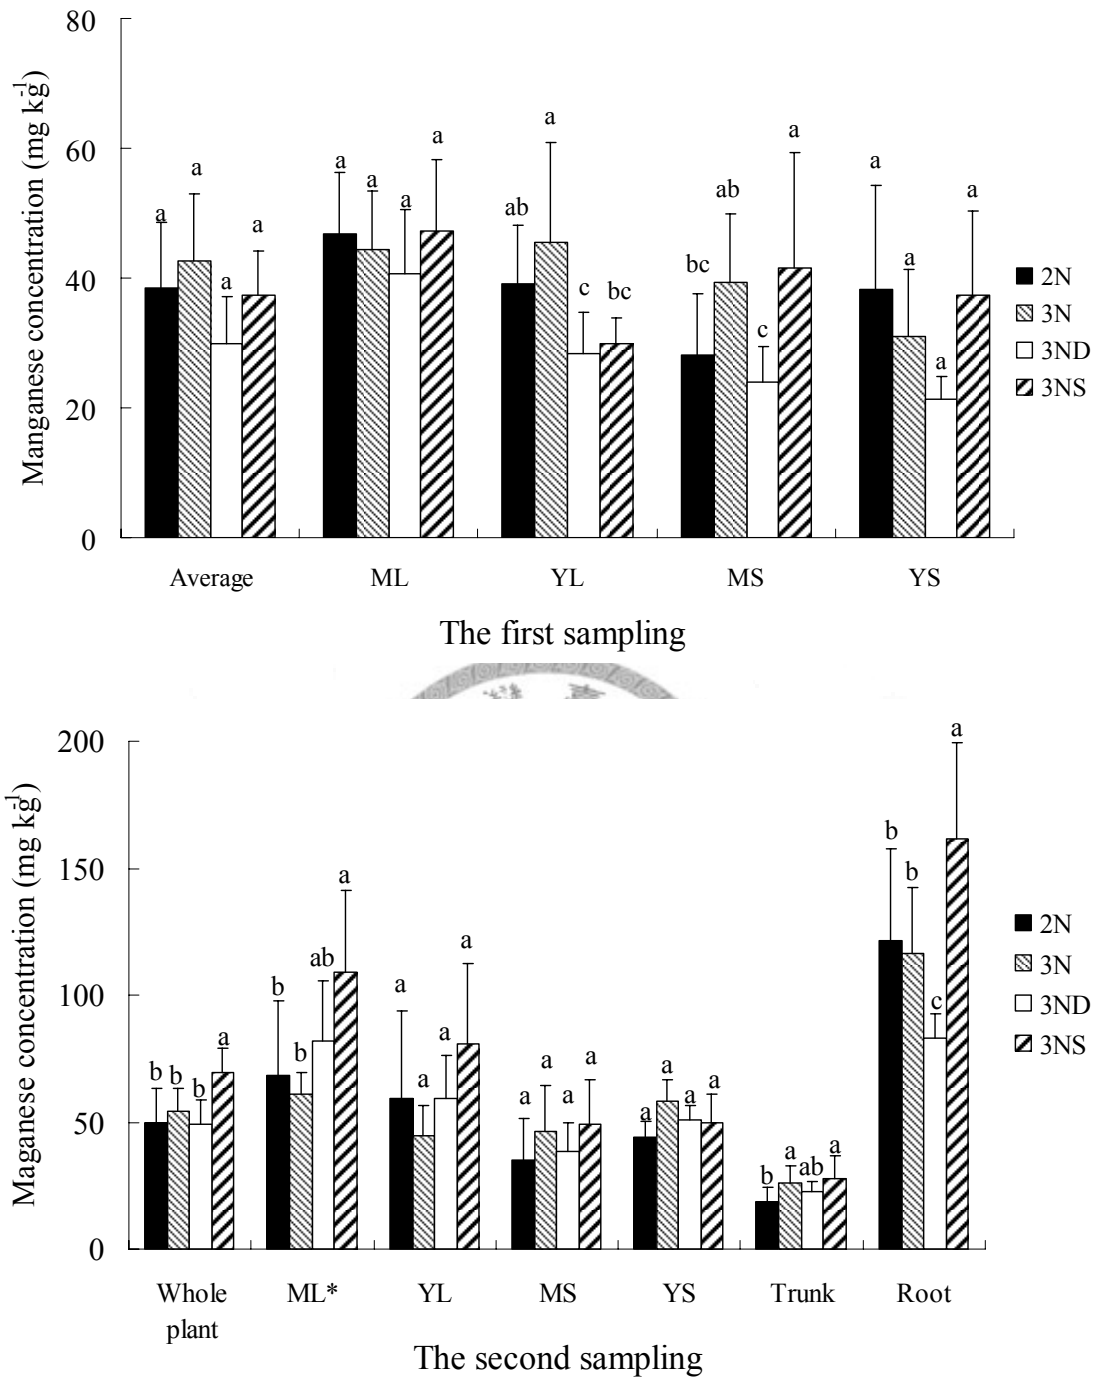 80
60
40
20
0
Manganese concentration (mg kg-1)
a a a a
a a a a
ab a c bc
bc ab c a
a a a a
2N
3N
3ND
3NS
Average ML YL MS YS
The first sampling
200
150
100
50
0
Maganese concentration (mg kg-1)
b b b a
b b ab a
a a a a
a a a a
a a a a
b a ab a
b b c a
2N
3N
3ND
3NS
Whole plant ML* YL MS YS Trunk Root
The second sampling